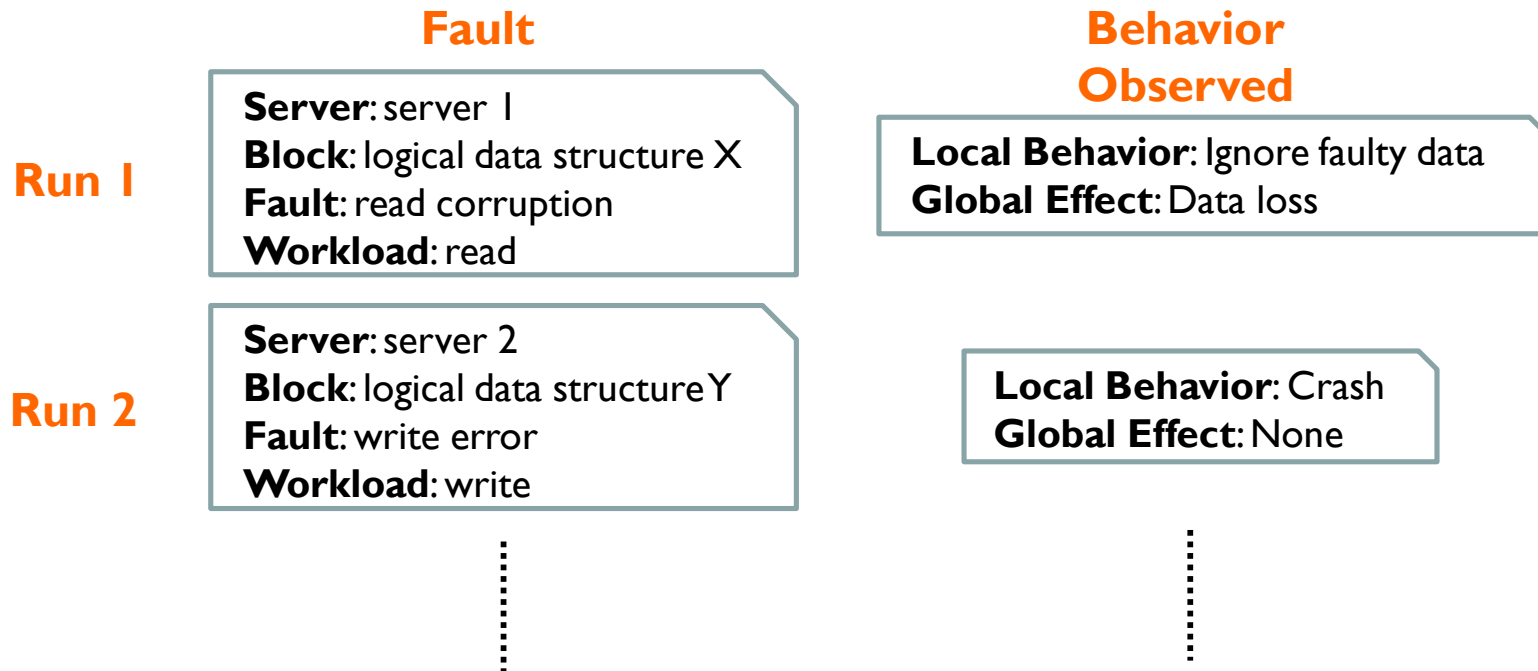 Fault
Behavior
Observed
Run 1
Server: server 1
Block: logical data structure X
Fault: read corruption
Workload: read
Local Behavior: Ignore faulty data
Global Effect: Data loss
Run 2
Server: server 2
Block: logical data structure Y
Fault: write error
Workload: write
Local Behavior: Crash
Global Effect: None